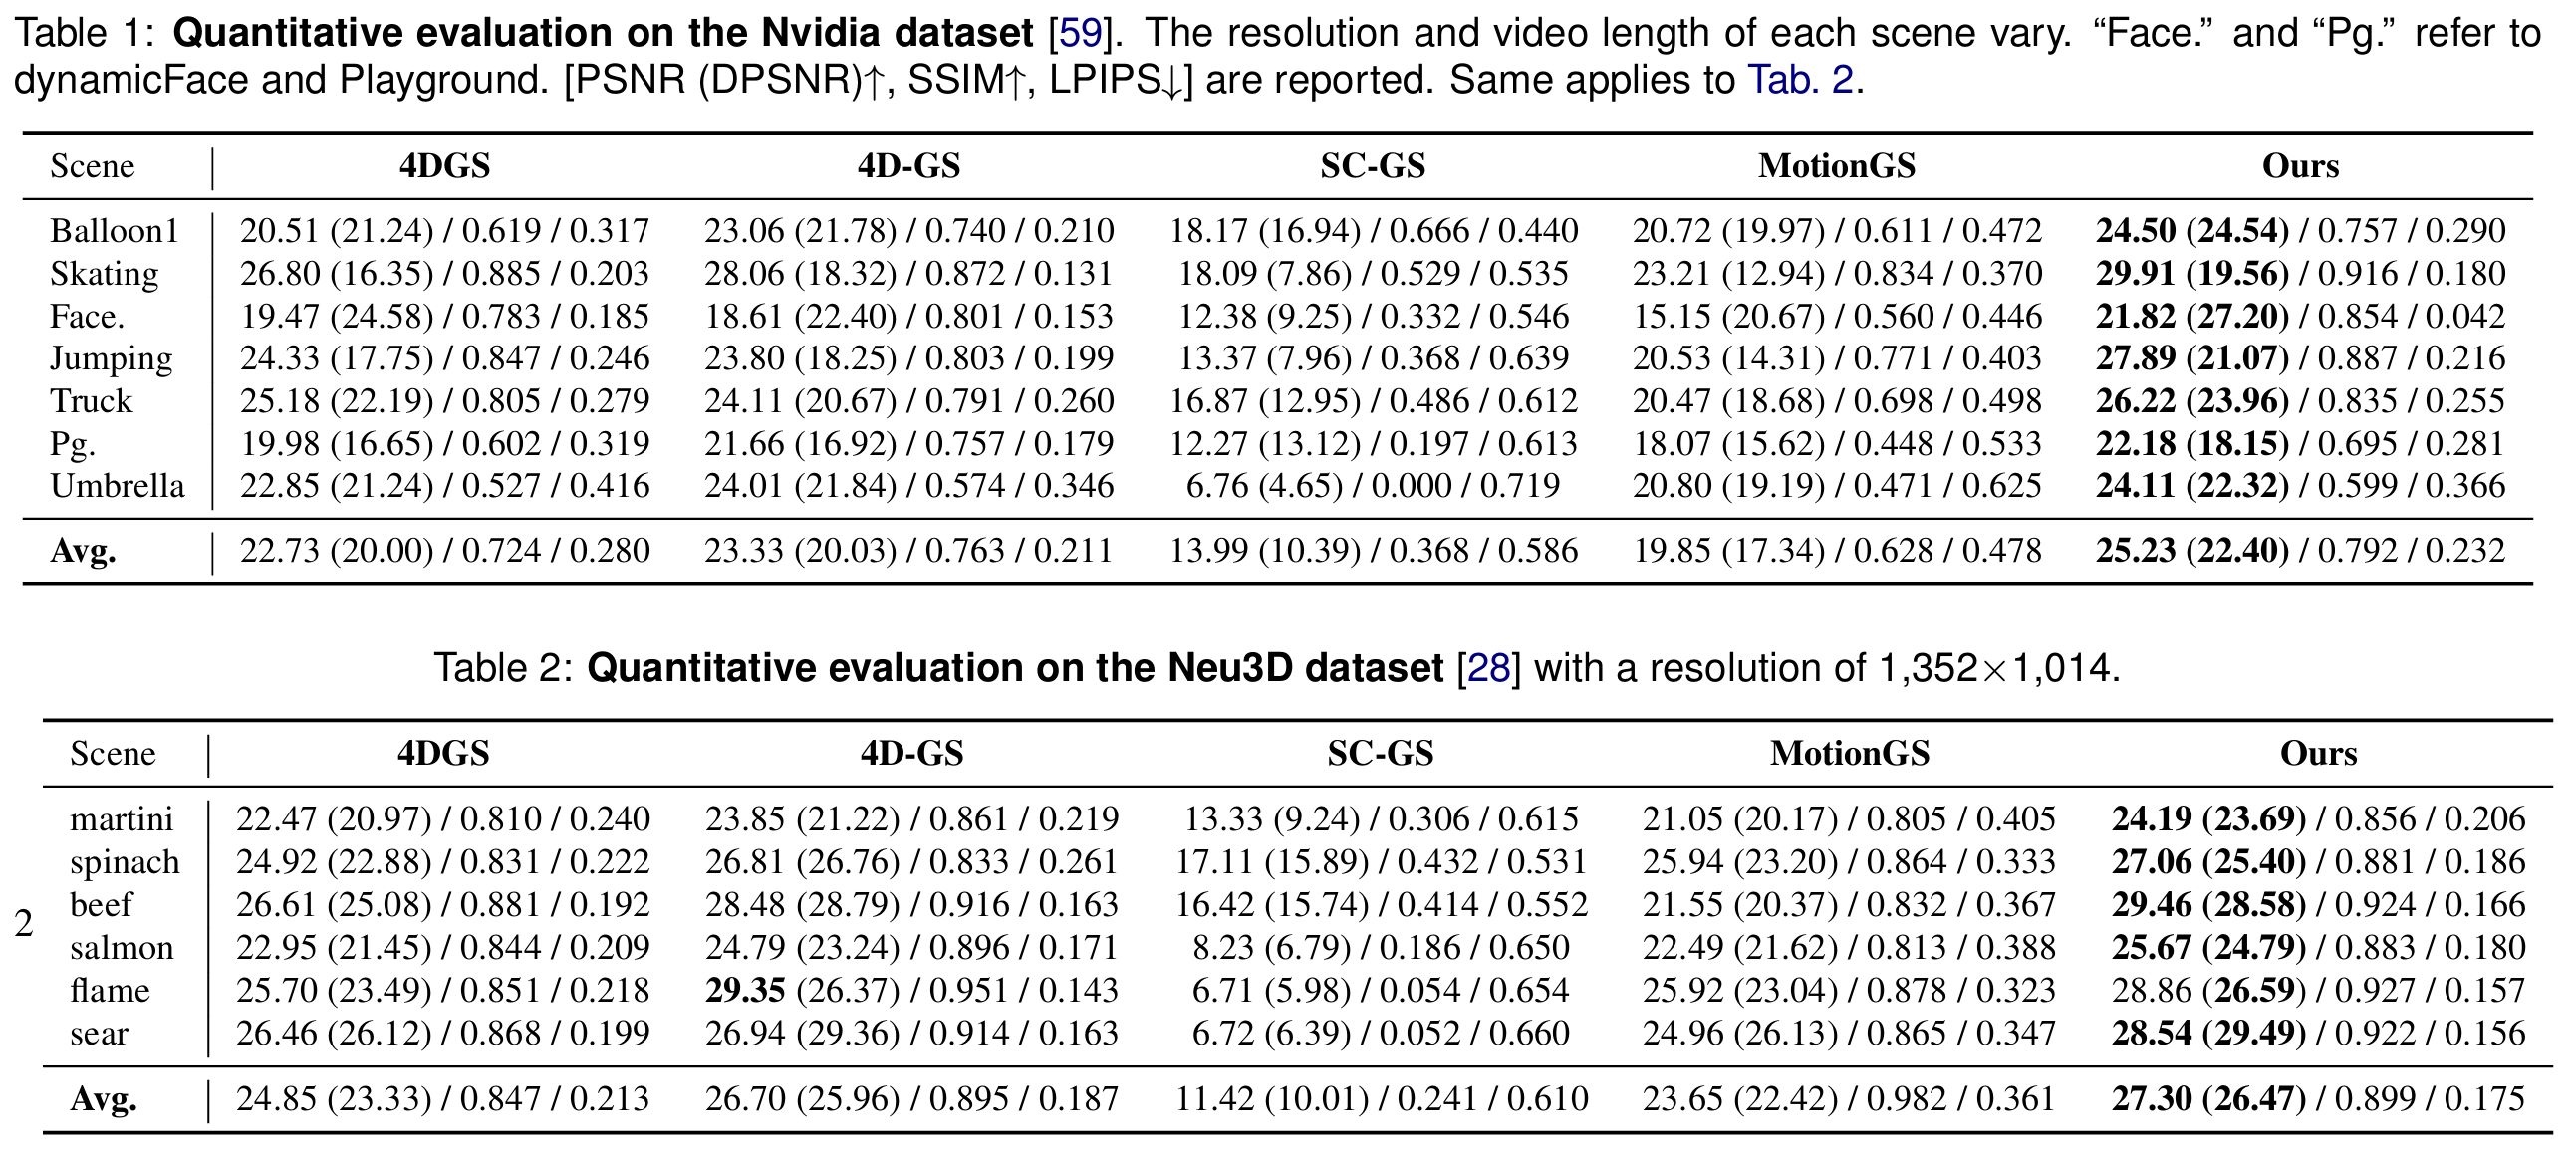 Table 1: Quantitative evaluation on the Nvidia dataset [59]. The resolution and video length of each scene vary. “Face.” and “Pg.” refer to
dynamicFace and Playground. [PSNR (DPSNR)↑, SSIM↑, LPIPS↓] are reported. Same applies to Tab. 2.
Scene 4DGS 4D-GS SC-GS MotionGS Ours
Balloon1 20.51 (21.24) / 0.619 / 0.317 23.06 (21.78) / 0.740 / 0.210 18.17 (16.94) / 0.666 / 0.440 20.72 (19.97) / 0.611 / 0.472 24.50 (24.54) / 0.757 / 0.290
Skating 26.80 (16.35) / 0.885 / 0.203 28.06 (18.32) / 0.872 / 0.131 18.09 (7.86) / 0.529 / 0.535 23.21 (12.94) / 0.834 / 0.370 29.91 (19.56) / 0.916 / 0.180
Face. 19.47 (24.58) / 0.783 / 0.185 18.61 (22.40) / 0.801 / 0.153 12.38 (9.25) / 0.332 / 0.546 15.15 (20.67) / 0.560 / 0.446 21.82 (27.20) / 0.854 / 0.042
Jumping 24.33 (17.75) / 0.847 / 0.246 23.80 (18.25) / 0.803 / 0.199 13.37 (7.96) / 0.368 / 0.639 20.53 (14.31) / 0.771 / 0.403 27.89 (21.07) / 0.887 / 0.216
Truck 25.18 (22.19) / 0.805 / 0.279 24.11 (20.67) / 0.791 / 0.260 16.87 (12.95) / 0.486 / 0.612 20.47 (18.68) / 0.698 / 0.498 26.22 (23.96) / 0.835 / 0.255
Pg. 19.98 (16.65) / 0.602 / 0.319 21.66 (16.92) / 0.757 / 0.179 12.27 (13.12) / 0.197 / 0.613 18.07 (15.62) / 0.448 / 0.533 22.18 (18.15) / 0.695 / 0.281
Umbrella 22.85 (21.24) / 0.527 / 0.416 24.01 (21.84) / 0.574 / 0.346 6.76 (4.65) / 0.000 / 0.719 20.80 (19.19) / 0.471 / 0.625 24.11 (22.32) / 0.599 / 0.366
Avg. 22.73 (20.00) / 0.724 / 0.280 23.33 (20.03) / 0.763 / 0.211 13.99 (10.39) / 0.368 / 0.586 19.85 (17.34) / 0.628 / 0.478 25.23 (22.40) / 0.792 / 0.232
Table 2: Quantitative evaluation on the Neu3D dataset [28] with a resolution of 1,352×1,014.
Scene 4DGS 4D-GS SC-GS MotionGS Ours
martini 22.47 (20.97) / 0.810 / 0.240 23.85 (21.22) / 0.861 / 0.219 13.33 (9.24) / 0.306 / 0.615 21.05 (20.17) / 0.805 / 0.405 24.19 (23.69) / 0.856 / 0.206
spinach 24.92 (22.88) / 0.831 / 0.222 26.81 (26.76) / 0.833 / 0.261 17.11 (15.89) / 0.432 / 0.531 25.94 (23.20) / 0.864 / 0.333 27.06 (25.40) / 0.881 / 0.186
beef 26.61 (25.08) / 0.881 / 0.192 28.48 (28.79) / 0.916 / 0.163 16.42 (15.74) / 0.414 / 0.552 21.55 (20.37) / 0.832 / 0.367 29.46 (28.58) / 0.924 / 0.166
2
salmon 22.95 (21.45) / 0.844 / 0.209 24.79 (23.24) / 0.896 / 0.171 8.23 (6.79) / 0.186 / 0.650 22.49 (21.62) / 0.813 / 0.388 25.67 (24.79) / 0.883 / 0.180
flame 25.70 (23.49) / 0.851 / 0.218 29.35 (26.37) / 0.951 / 0.143 6.71 (5.98) / 0.054 / 0.654 25.92 (23.04) / 0.878 / 0.323 28.86 (26.59) / 0.927 / 0.157
sear 26.46 (26.12) / 0.868 / 0.199 26.94 (29.36) / 0.914 / 0.163 6.72 (6.39) / 0.052 / 0.660 24.96 (26.13) / 0.865 / 0.347 28.54 (29.49) / 0.922 / 0.156
Avg. 24.85 (23.33) / 0.847 / 0.213 26.70 (25.96) / 0.895 / 0.187 11.42 (10.01) / 0.241 / 0.610 23.65 (22.42) / 0.982 / 0.361 27.30 (26.47) / 0.899 / 0.175